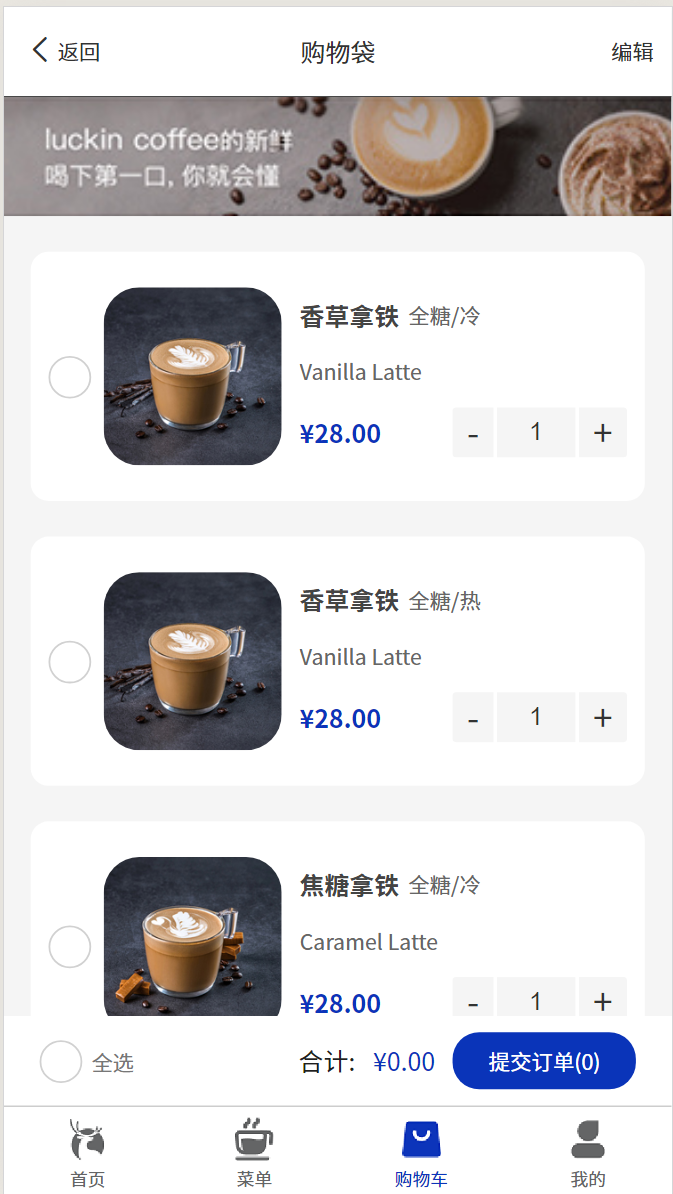 返回
购物袋
编辑
luckin coffee的新鲜
喝下第一口, 你就会懂
香草拿铁 全糖/冷
Vanilla Latte
¥28.00 - 1 +
香草拿铁 全糖/热
Vanilla Latte
¥28.00 - 1 +
焦糖拿铁 全糖/冷
Caramel Latte
¥28.00 - 1 +
全选 合计: ¥0.00 提交订单(0)
首页 菜单 购物车 我的